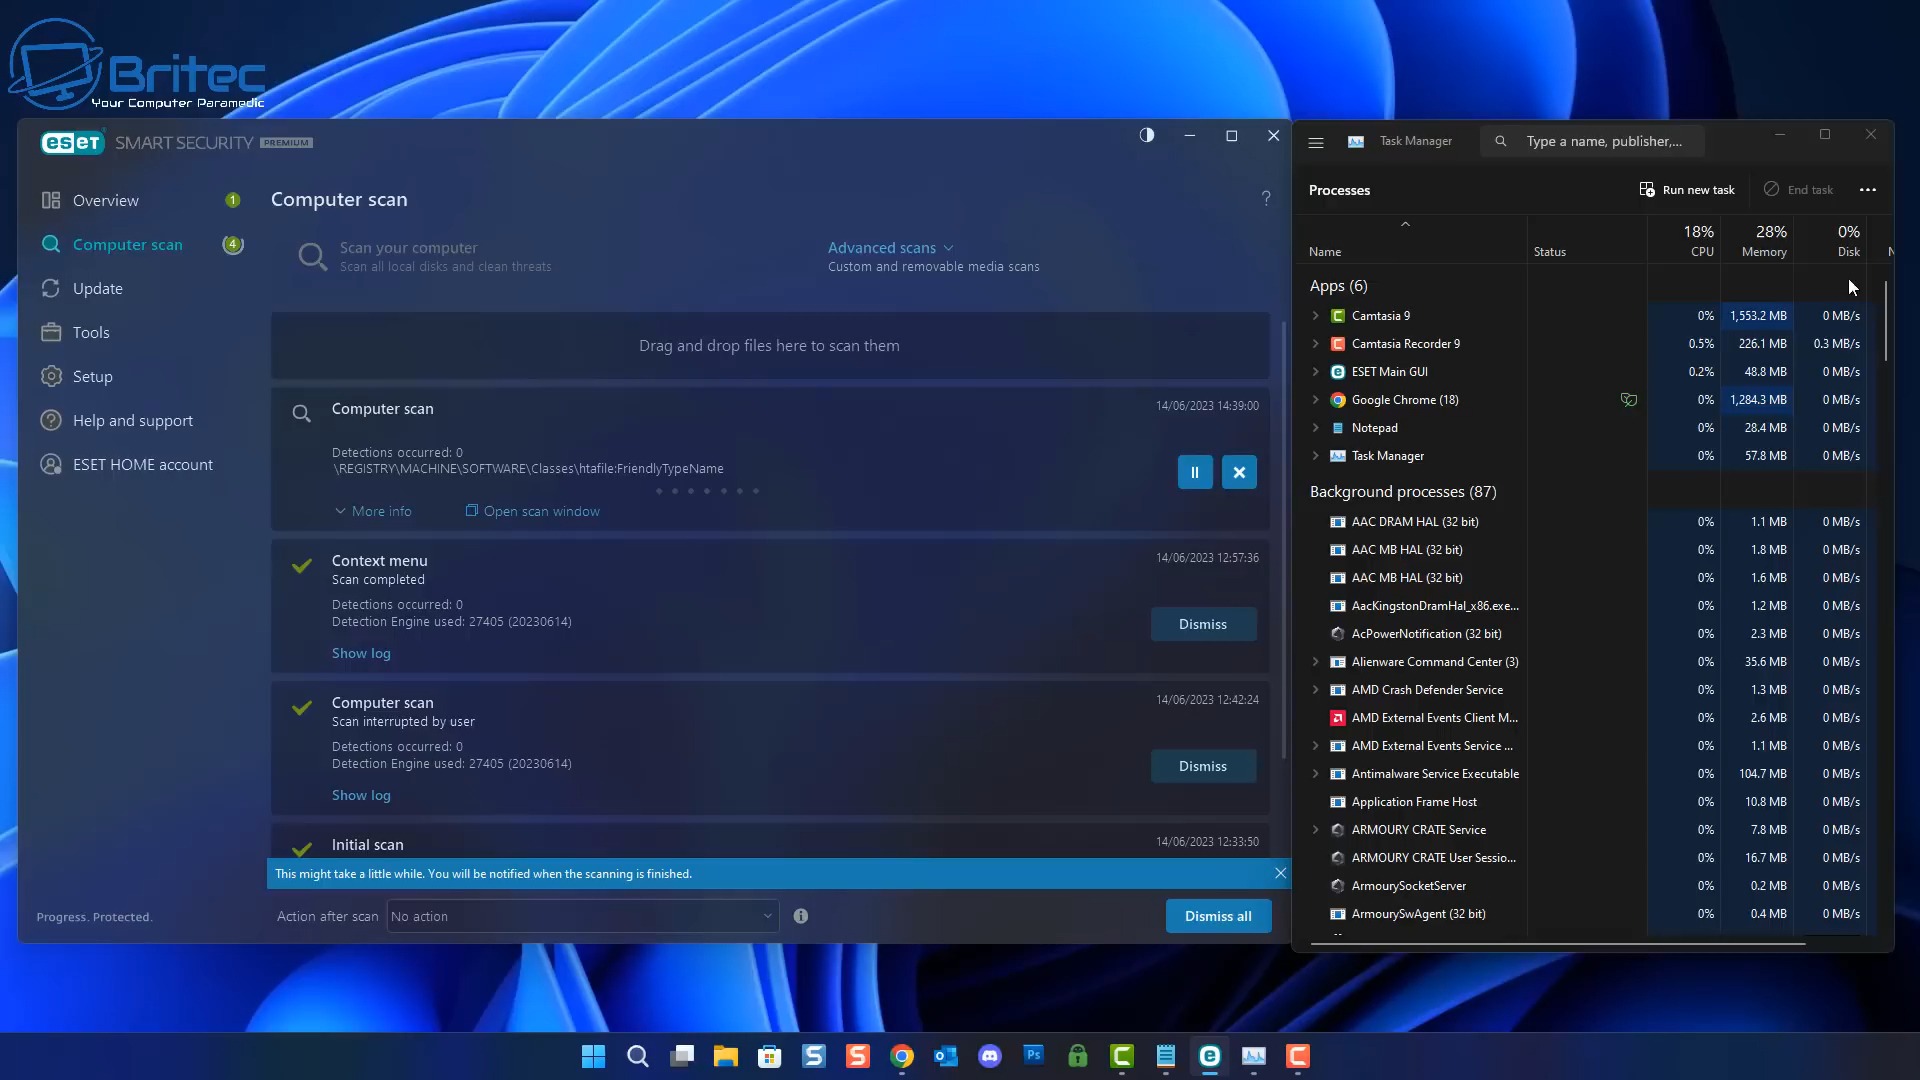 Britec
Your Computer Paramedic
eseT SMART SECURITY PREMIUM
Overview 1
Computer scan 4
Update
Tools
Setup
Help and support
ESET HOME account
Progress. Protected.
Computer scan ?
Scan your computer
Scan all local disks and clean threats
Advanced scans
Custom and removable media scans
Drag and drop files here to scan them
Computer scan 14/06/2023 14:39:00
Detections occurred: 0
\REGISTRY\MACHINE\SOFTWARE\Classes\htafile:FriendlyTypeName
More info Open scan window
Context menu 14/06/2023 12:57:36
Scan completed
Detections occurred: 0
Detection Engine used: 27405 (20230614)
Dismiss
Show log
Computer scan 14/06/2023 12:42:24
Scan interrupted by user
Detections occurred: 0
Detection Engine used: 27405 (20230614)
Dismiss
Show log
Initial scan 14/06/2023 12:33:50
This might take a little while. You will be notified when the scanning is finished.
Action after scan No action Dismiss all
Task Manager Type a name, publisher,...
Processes Run new task End task
18% 28% 0%
Name Status CPU Memory Disk N
Apps (6)
Camtasia 9 0% 1,553.2 MB 0 MB/s
Camtasia Recorder 9 0.5% 226.1 MB 0.3 MB/s
ESET Main GUI 0.2% 48.8 MB 0 MB/s
Google Chrome (18) 0% 1,284.3 MB 0 MB/s
Notepad 0% 28.4 MB 0 MB/s
Task Manager 0% 57.8 MB 0 MB/s
Background processes (87)
AAC DRAM HAL (32 bit) 0% 1.1 MB 0 MB/s
AAC MB HAL (32 bit) 0% 1.8 MB 0 MB/s
AAC MB HAL (32 bit) 0% 1.6 MB 0 MB/s
AacKingstonDramHal_x86.exe... 0% 1.2 MB 0 MB/s
AcPowerNotification (32 bit) 0% 2.3 MB 0 MB/s
Alienware Command Center (3) 0% 35.6 MB 0 MB/s
AMD Crash Defender Service 0% 1.3 MB 0 MB/s
AMD External Events Client M... 0% 2.6 MB 0 MB/s
AMD External Events Service ... 0% 1.1 MB 0 MB/s
Antimalware Service Executable 0% 104.7 MB 0 MB/s
Application Frame Host 0% 10.8 MB 0 MB/s
ARMOURY CRATE Service 0% 7.8 MB 0 MB/s
ARMOURY CRATE User Sessio... 0% 16.7 MB 0 MB/s
ArmourySocketServer 0% 0.2 MB 0 MB/s
ArmourySwAgent (32 bit) 0% 0.4 MB 0 MB/s